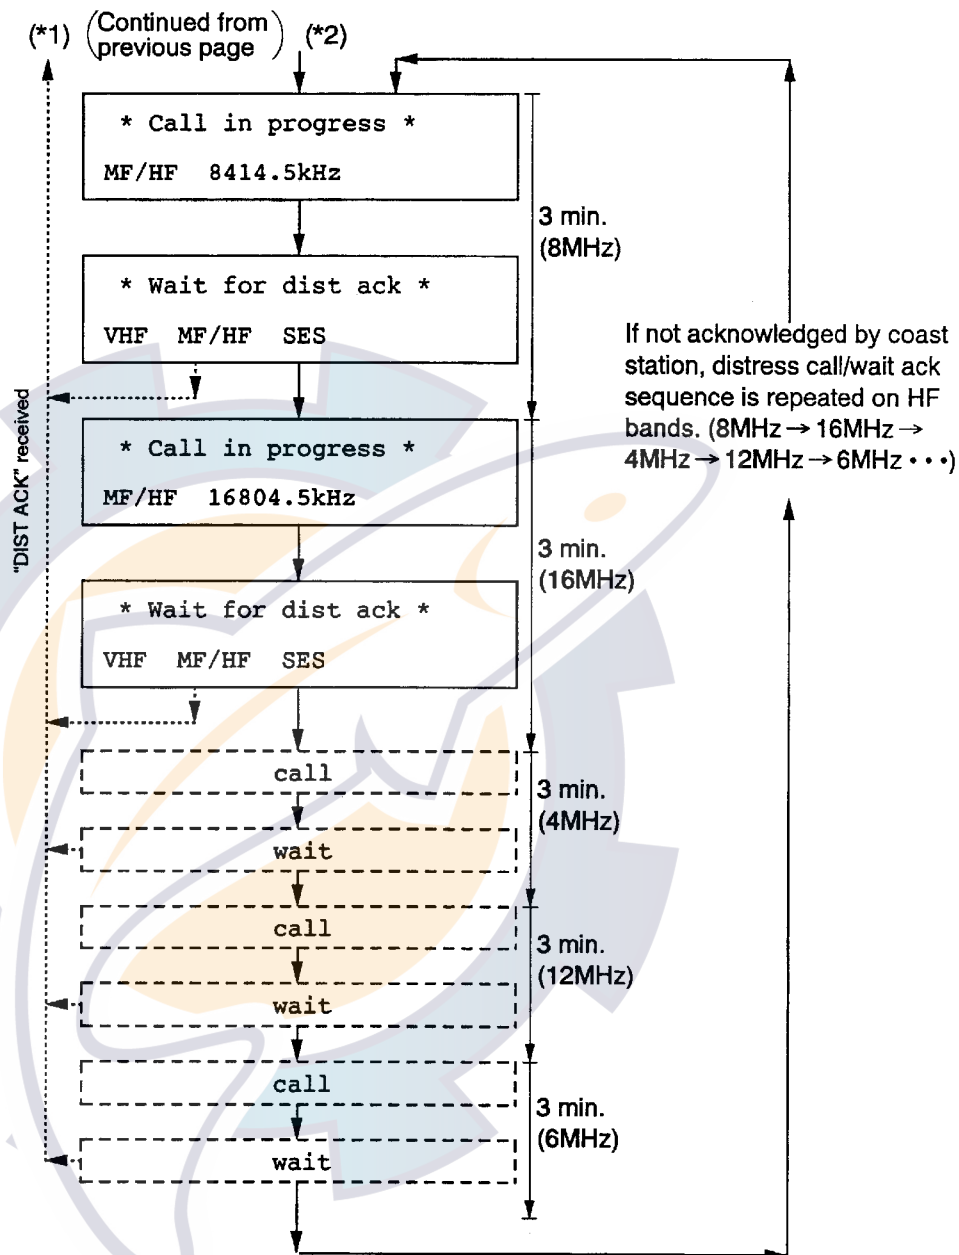 (*1) (Continued from previous page) (*2)
* Call in progress *
MF/HF 8414.5kHz
3 min.
(8MHz)
* Wait for dist ack *
VHF MF/HF SES
If not acknowledged by coast
station, distress call/wait ack
sequence is repeated on HF
bands. (8MHz → 16MHz →
4MHz → 12MHz → 6MHz • • •)
"DIST ACK" received
* Call in progress *
MF/HF 16804.5kHz
3 min.
(16MHz)
* Wait for dist ack *
VHF MF/HF SES
call
3 min.
(4MHz)
wait
call
3 min.
(12MHz)
wait
call
3 min.
(6MHz)
wait